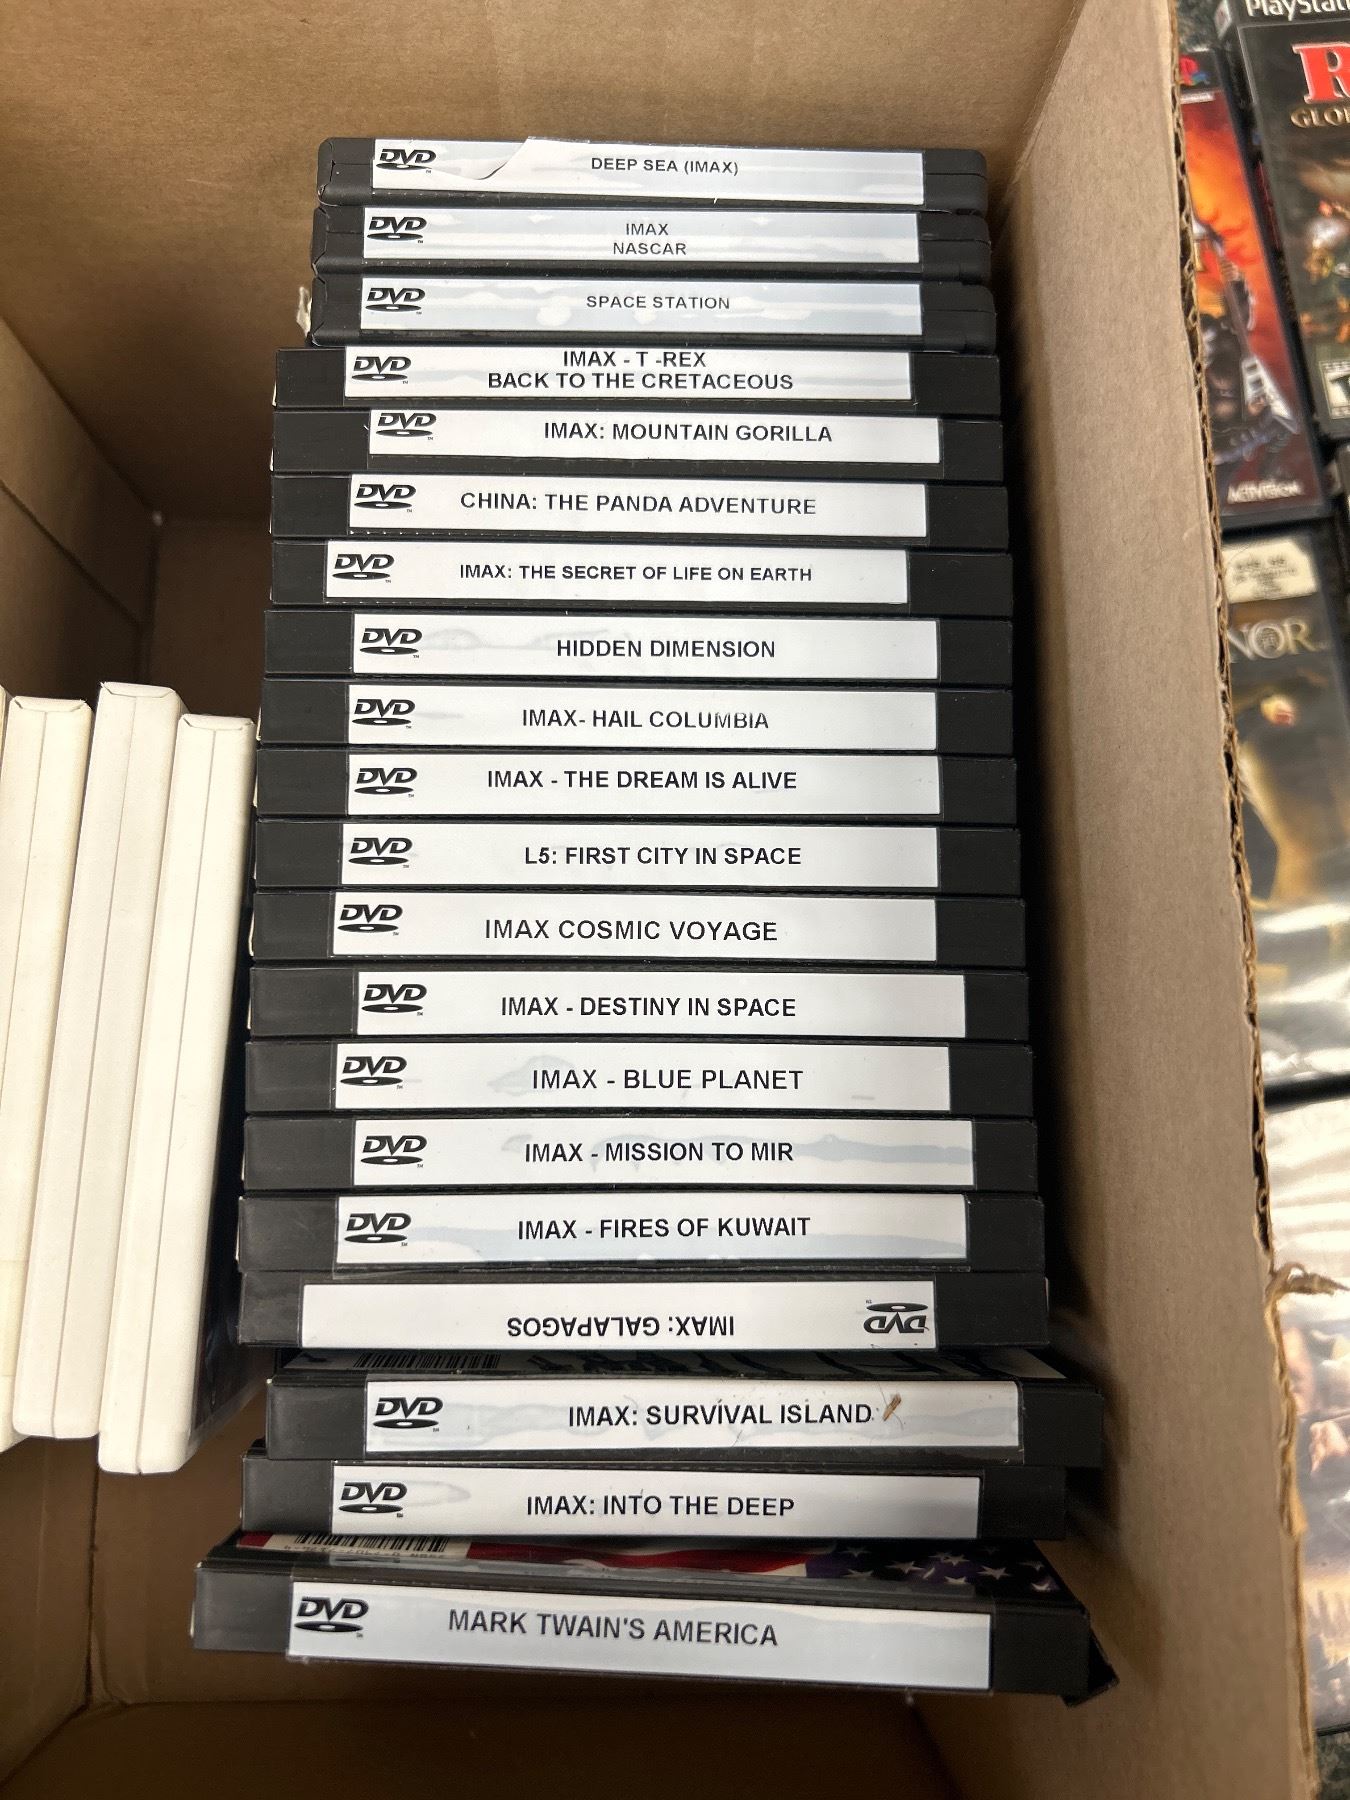 DVD
DEEP SEA (IMAX)
DVD
IMAX
NASCAR
DVD
SPACE STATION
DVD
IMAX - T -REX
BACK TO THE CRETACEOUS
DVD
IMAX: MOUNTAIN GORILLA
DVD
CHINA: THE PANDA ADVENTURE
DVD
IMAX: THE SECRET OF LIFE ON EARTH
DVD
HIDDEN DIMENSION
DVD
IMAX- HAIL COLUMBIA
DVD
IMAX - THE DREAM IS ALIVE
DVD
L5: FIRST CITY IN SPACE
DVD
IMAX COSMIC VOYAGE
DVD
IMAX - DESTINY IN SPACE
DVD
IMAX - BLUE PLANET
DVD
IMAX - MISSION TO MIR
DVD
IMAX - FIRES OF KUWAIT
DVD
IMAX: GALAPAGOS
DVD
IMAX: SURVIVAL ISLAND
DVD
IMAX: INTO THE DEEP
DVD
MARK TWAIN'S AMERICA
PlayStati
R
GLO
ACTIVISION
NOR